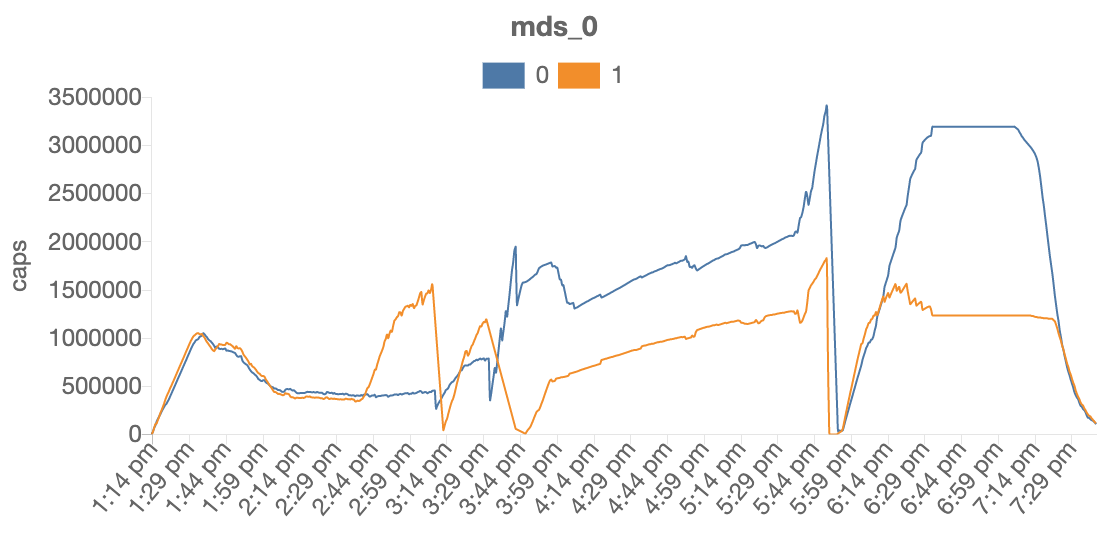 mds_0
0 1
caps
3500000
3000000
2500000
2000000
1500000
1000000
500000
0
1:14 pm
1:29 pm
1:44 pm
1:59 pm
2:14 pm
2:29 pm
2:44 pm
2:59 pm
3:14 pm
3:29 pm
3:44 pm
3:59 pm
4:14 pm
4:29 pm
4:44 pm
4:59 pm
5:14 pm
5:29 pm
5:44 pm
5:59 pm
6:14 pm
6:29 pm
6:44 pm
6:59 pm
7:14 pm
7:29 pm